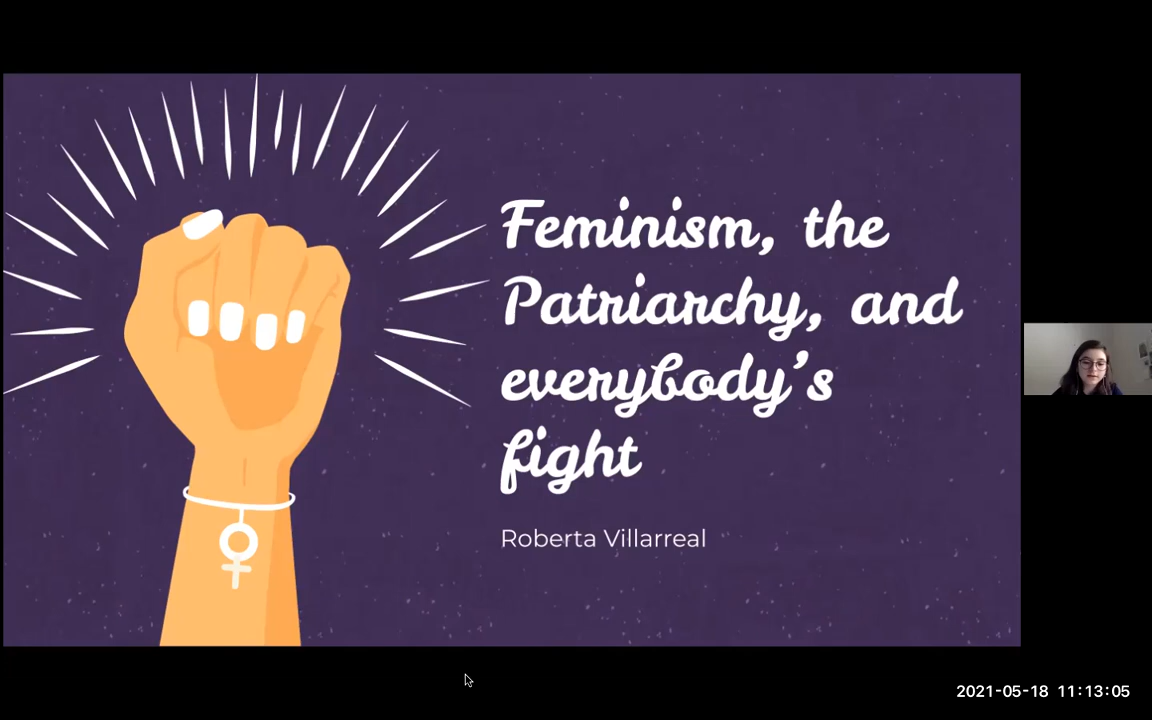 Feminism, the
Patriarchy, and
everybody’s
fight
Roberta Villarreal
2021-05-18 11:13:05